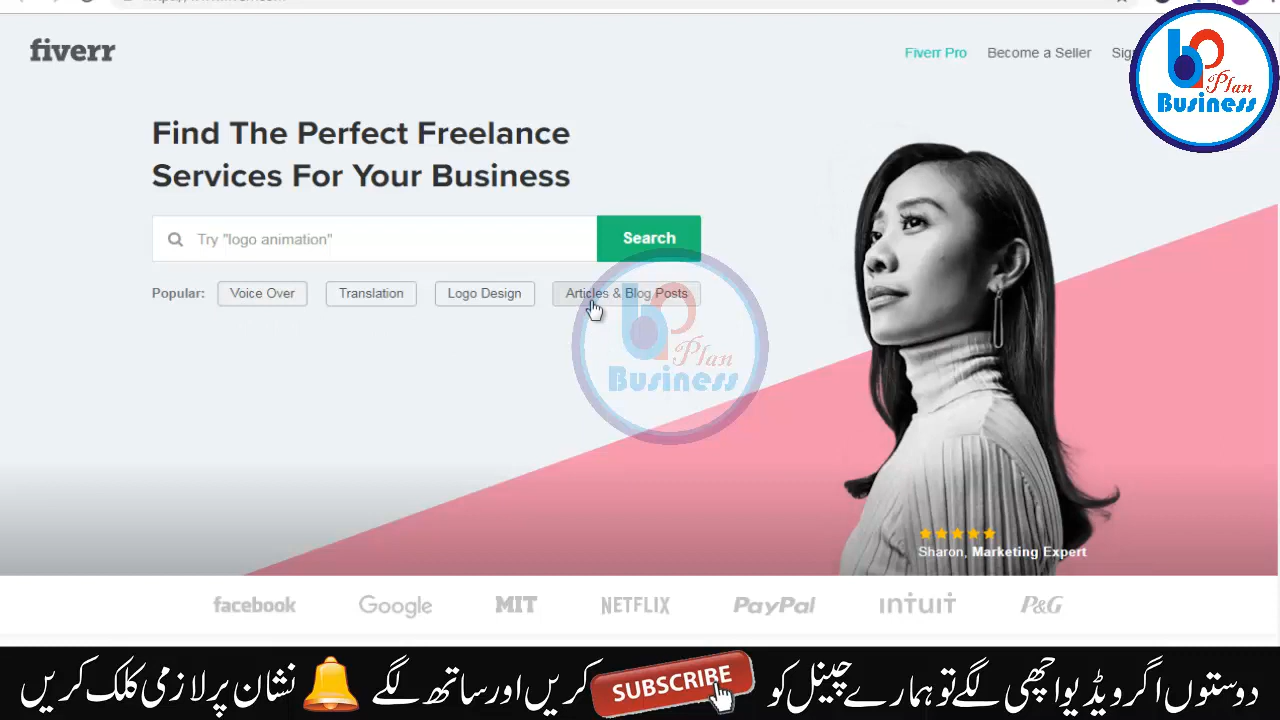 fiverr
Fiverr Pro
Become a Seller
Plan
Business
Find The Perfect Freelance
Services For Your Business
Try "logo animation"
Search
Popular:
Voice Over
Translation
Logo Design
Articles & Blog Posts
Plan
Business
Sharon, Marketing Expert
facebook
Google
MIT
NETFLIX
PayPal
intuit
P&G
دوستوں اگر ویڈیو اچھی لگے تو ہمارے چینل کو SUBSCRIBE کریں اور ساتھ لگے نشان پر لازمی کلک کریں